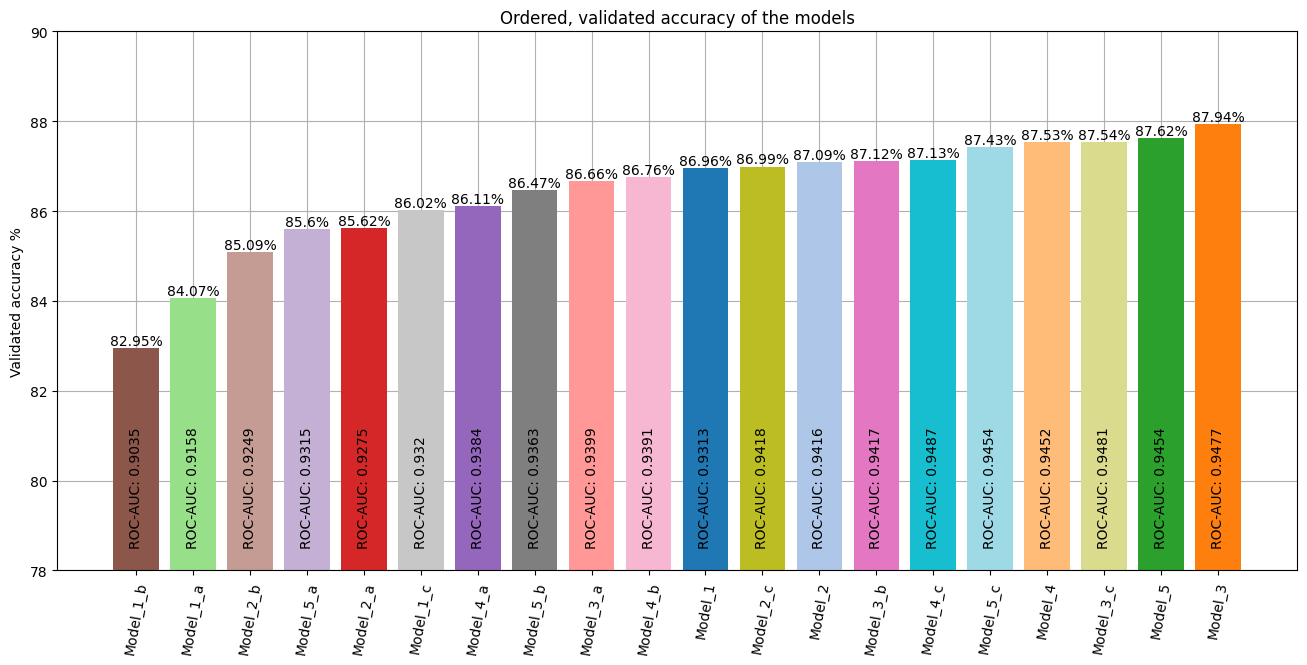 Ordered, validated accuracy of the models
Validated accuracy %
90
88
86
84
82
80
78
82.95%
84.07%
85.09%
85.6%
85.62%
86.02%
86.11%
86.47%
86.66%
86.76%
86.96%
86.99%
87.09%
87.12%
87.13%
87.43%
87.53%
87.54%
87.62%
87.94%
ROC-AUC: 0.9035
ROC-AUC: 0.9158
ROC-AUC: 0.9249
ROC-AUC: 0.9315
ROC-AUC: 0.9275
ROC-AUC: 0.932
ROC-AUC: 0.9384
ROC-AUC: 0.9363
ROC-AUC: 0.9399
ROC-AUC: 0.9391
ROC-AUC: 0.9313
ROC-AUC: 0.9418
ROC-AUC: 0.9416
ROC-AUC: 0.9417
ROC-AUC: 0.9487
ROC-AUC: 0.9454
ROC-AUC: 0.9452
ROC-AUC: 0.9481
ROC-AUC: 0.9454
ROC-AUC: 0.9477
Model_1_b
Model_1_a
Model_2_b
Model_5_a
Model_2_a
Model_1_c
Model_4_a
Model_5_b
Model_3_a
Model_4_b
Model_1
Model_2_c
Model_2
Model_3_b
Model_4_c
Model_5_c
Model_4
Model_3_c
Model_5
Model_3